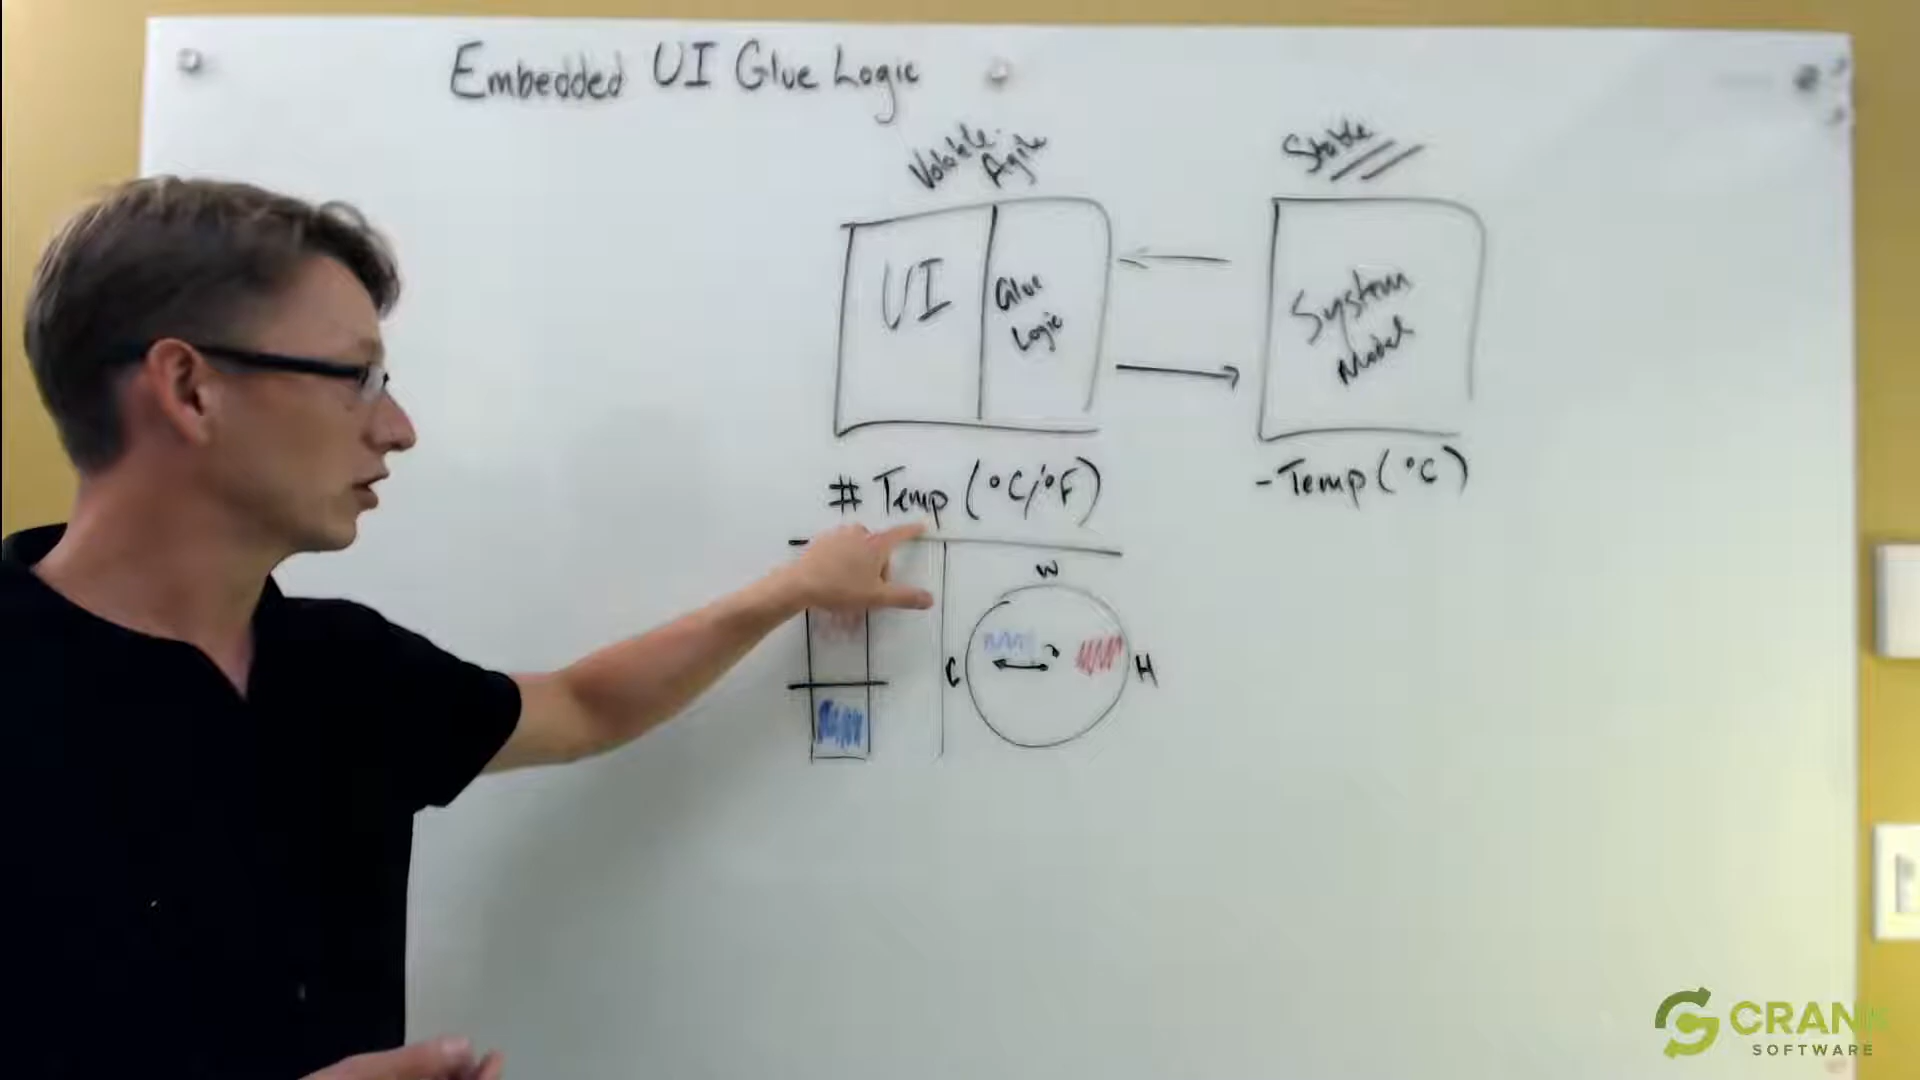 Embedded UI Glue Logic
Volatile
Agile
Stable
UI
Glue
Logic
System
Model
# Temp (°C/°F)
- Temp (°C)
W
C
H
CRANK
SOFTWARE